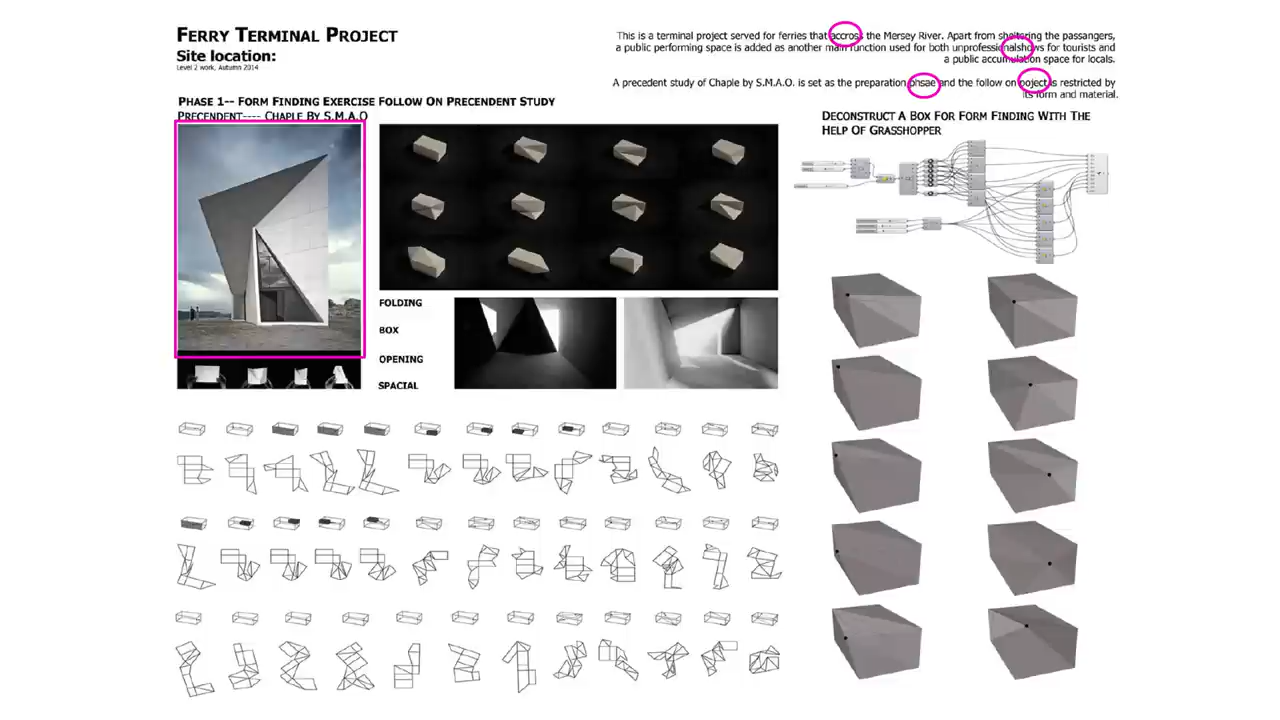 FERRY TERMINAL PROJECT
Site location:
Level 2 work, Autumn 2014
This is a terminal project served for ferries that accross the Mersey River. Apart from sheltering the passengers,
a public performing space is added as another main function used for both unprofessionalshows for tourists and
a public accumulation space for locals.
A precedent study of Chaple by S.M.A.O. is set as the preparation phsae and the follow on poject is restricted by
its form and material.
PHASE 1-- FORM FINDING EXERCISE FOLLOW ON PRECENDENT STUDY
PRECENDENT---- CHAPLE BY S.M.A.O
DECONSTRUCT A BOX FOR FORM FINDING WITH THE
HELP OF GRASSHOPPER
FOLDING
BOX
OPENING
SPACIAL